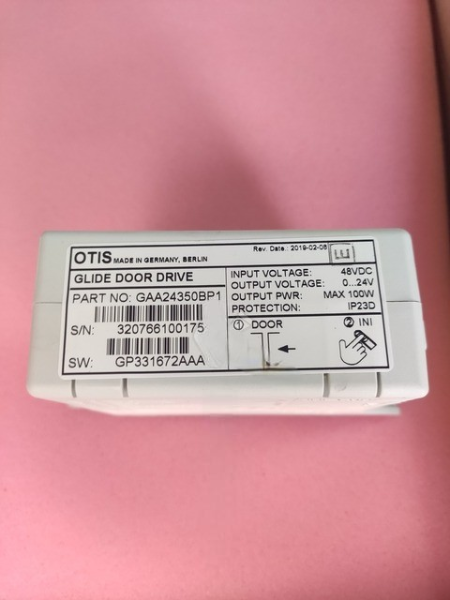 OTIS MADE IN GERMANY, BERLIN
Rev. Date.: 2019-02-06
GLIDE DOOR DRIVE
PART NO: GAA24350BP1
S/N: 320766100175
SW: GP331672AAA
INPUT VOLTAGE: 48VDC
OUTPUT VOLTAGE: 0...24V
OUTPUT PWR: MAX 100W
PROTECTION: IP23D
① DOOR
② INI